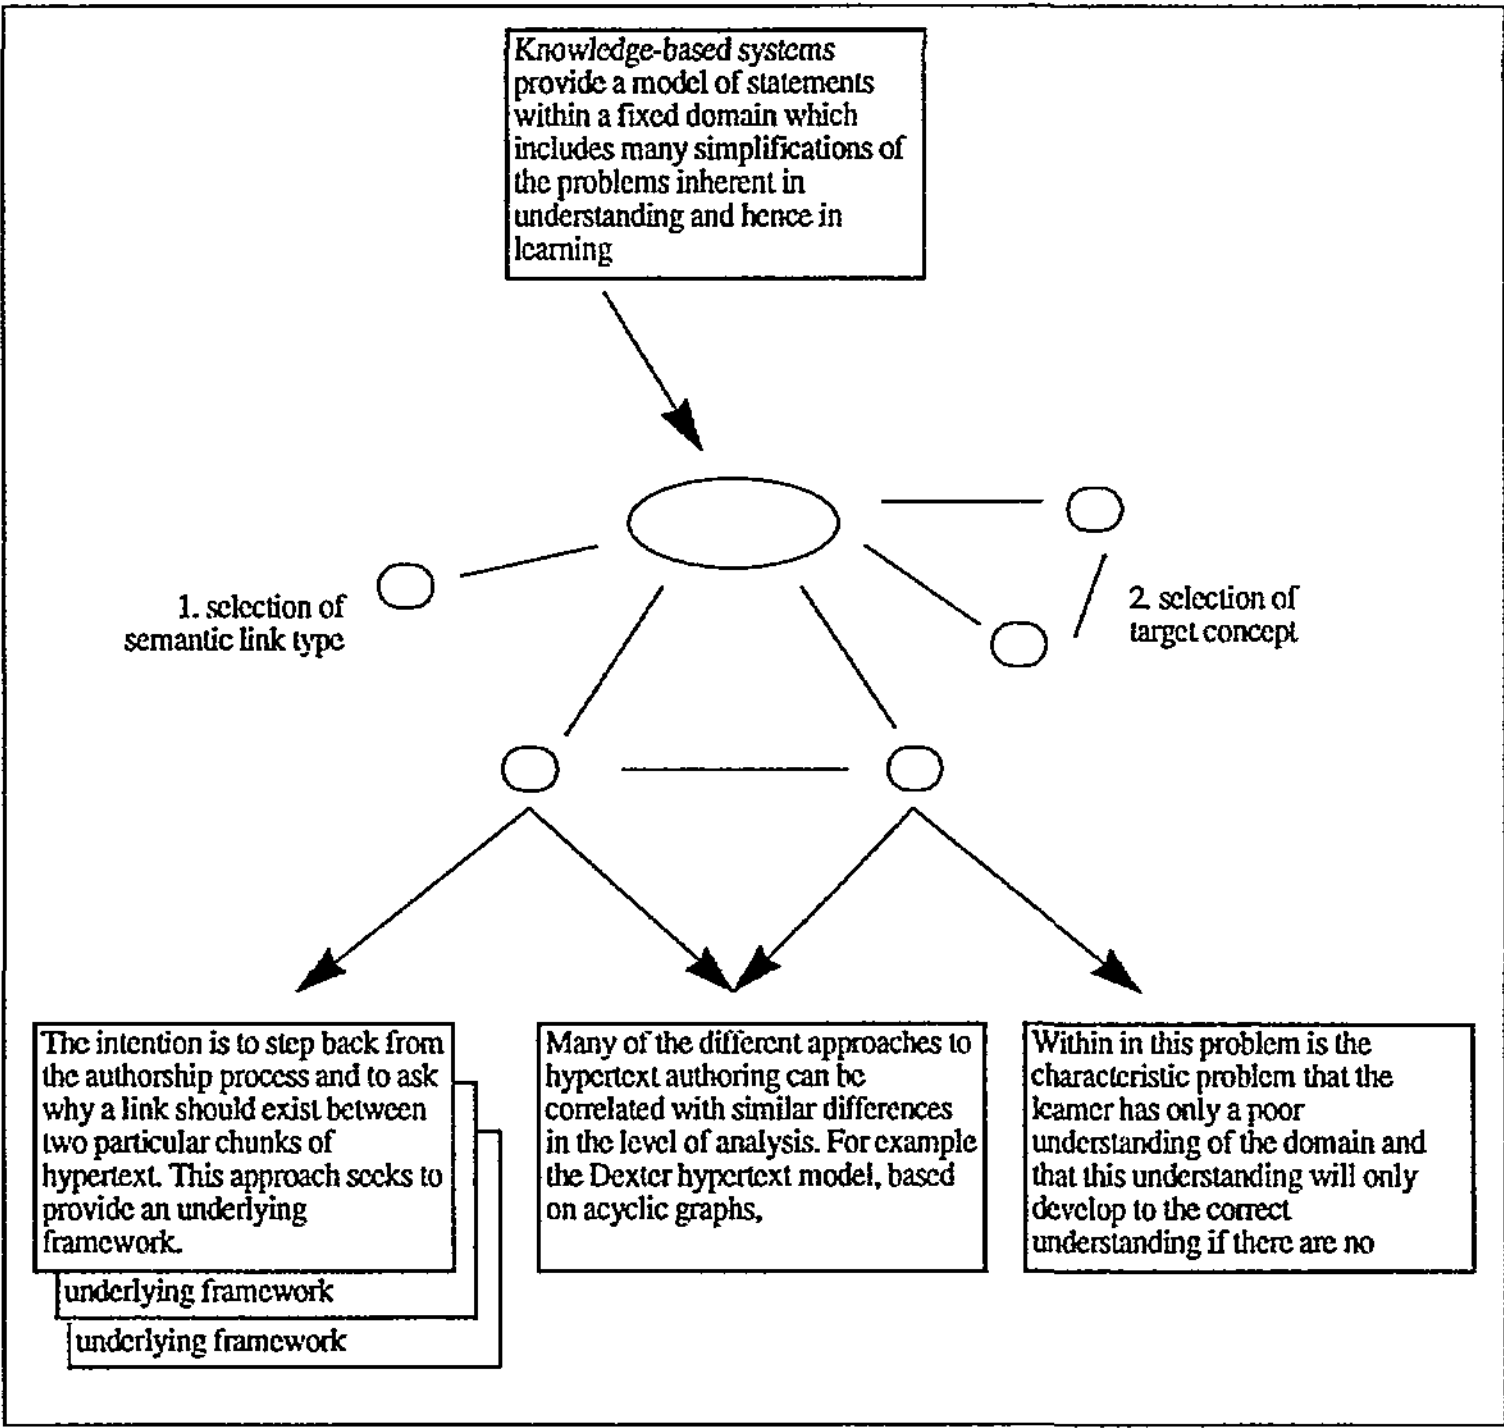 Knowledge-based systems
provide a model of statements
within a fixed domain which
includes many simplifications of
the problems inherent in
understanding and hence in
learning
1. selection of
semantic link type
2. selection of
target concept
The intention is to step back from
the authorship process and to ask
why a link should exist between
two particular chunks of
hypertext. This approach seeks to
provide an underlying
framework.
underlying framework
underlying framework
Many of the different approaches to
hypertext authoring can be
correlated with similar differences
in the level of analysis. For example
the Dexter hypertext model, based
on acyclic graphs,
Within in this problem is the
characteristic problem that the
learner has only a poor
understanding of the domain and
that this understanding will only
develop to the correct
understanding if there are no